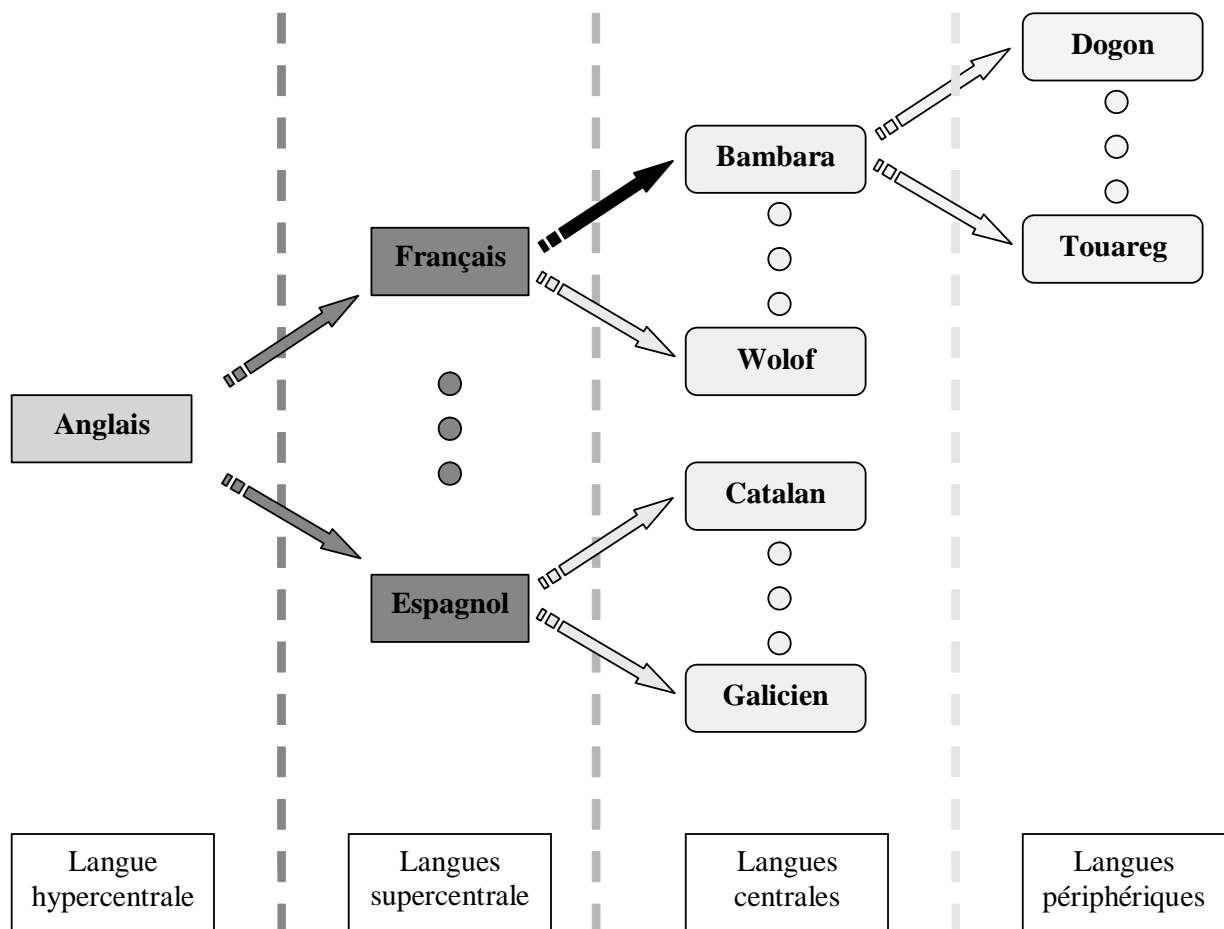 Dogon
Bambara
Touareg
Français
Wolof
Anglais
Catalan
Espagnol
Galicien
Langue
hypercentrale
Langues
supercentrale
Langues
centrales
Langues
périphériques